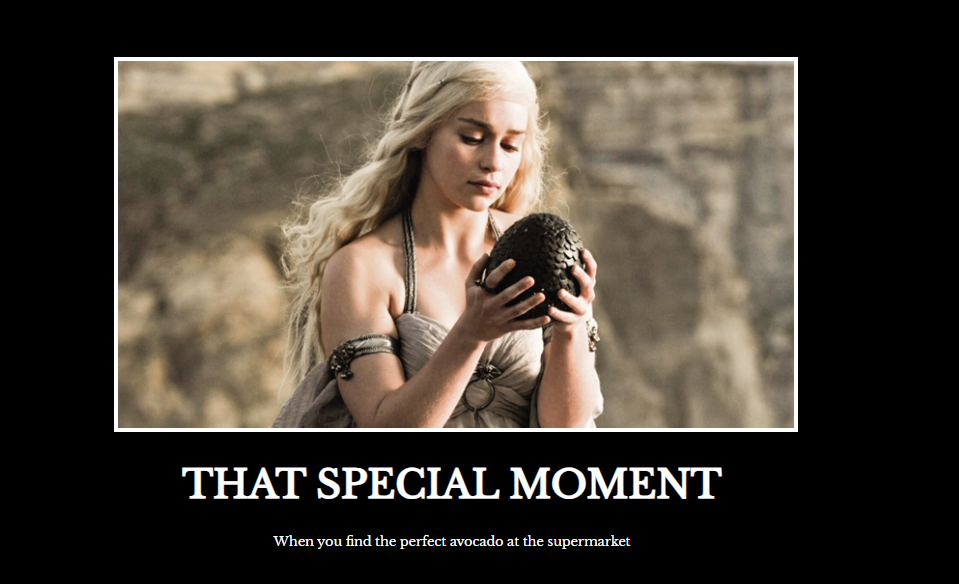 THAT SPECIAL MOMENT
When you find the perfect avocado at the supermarket